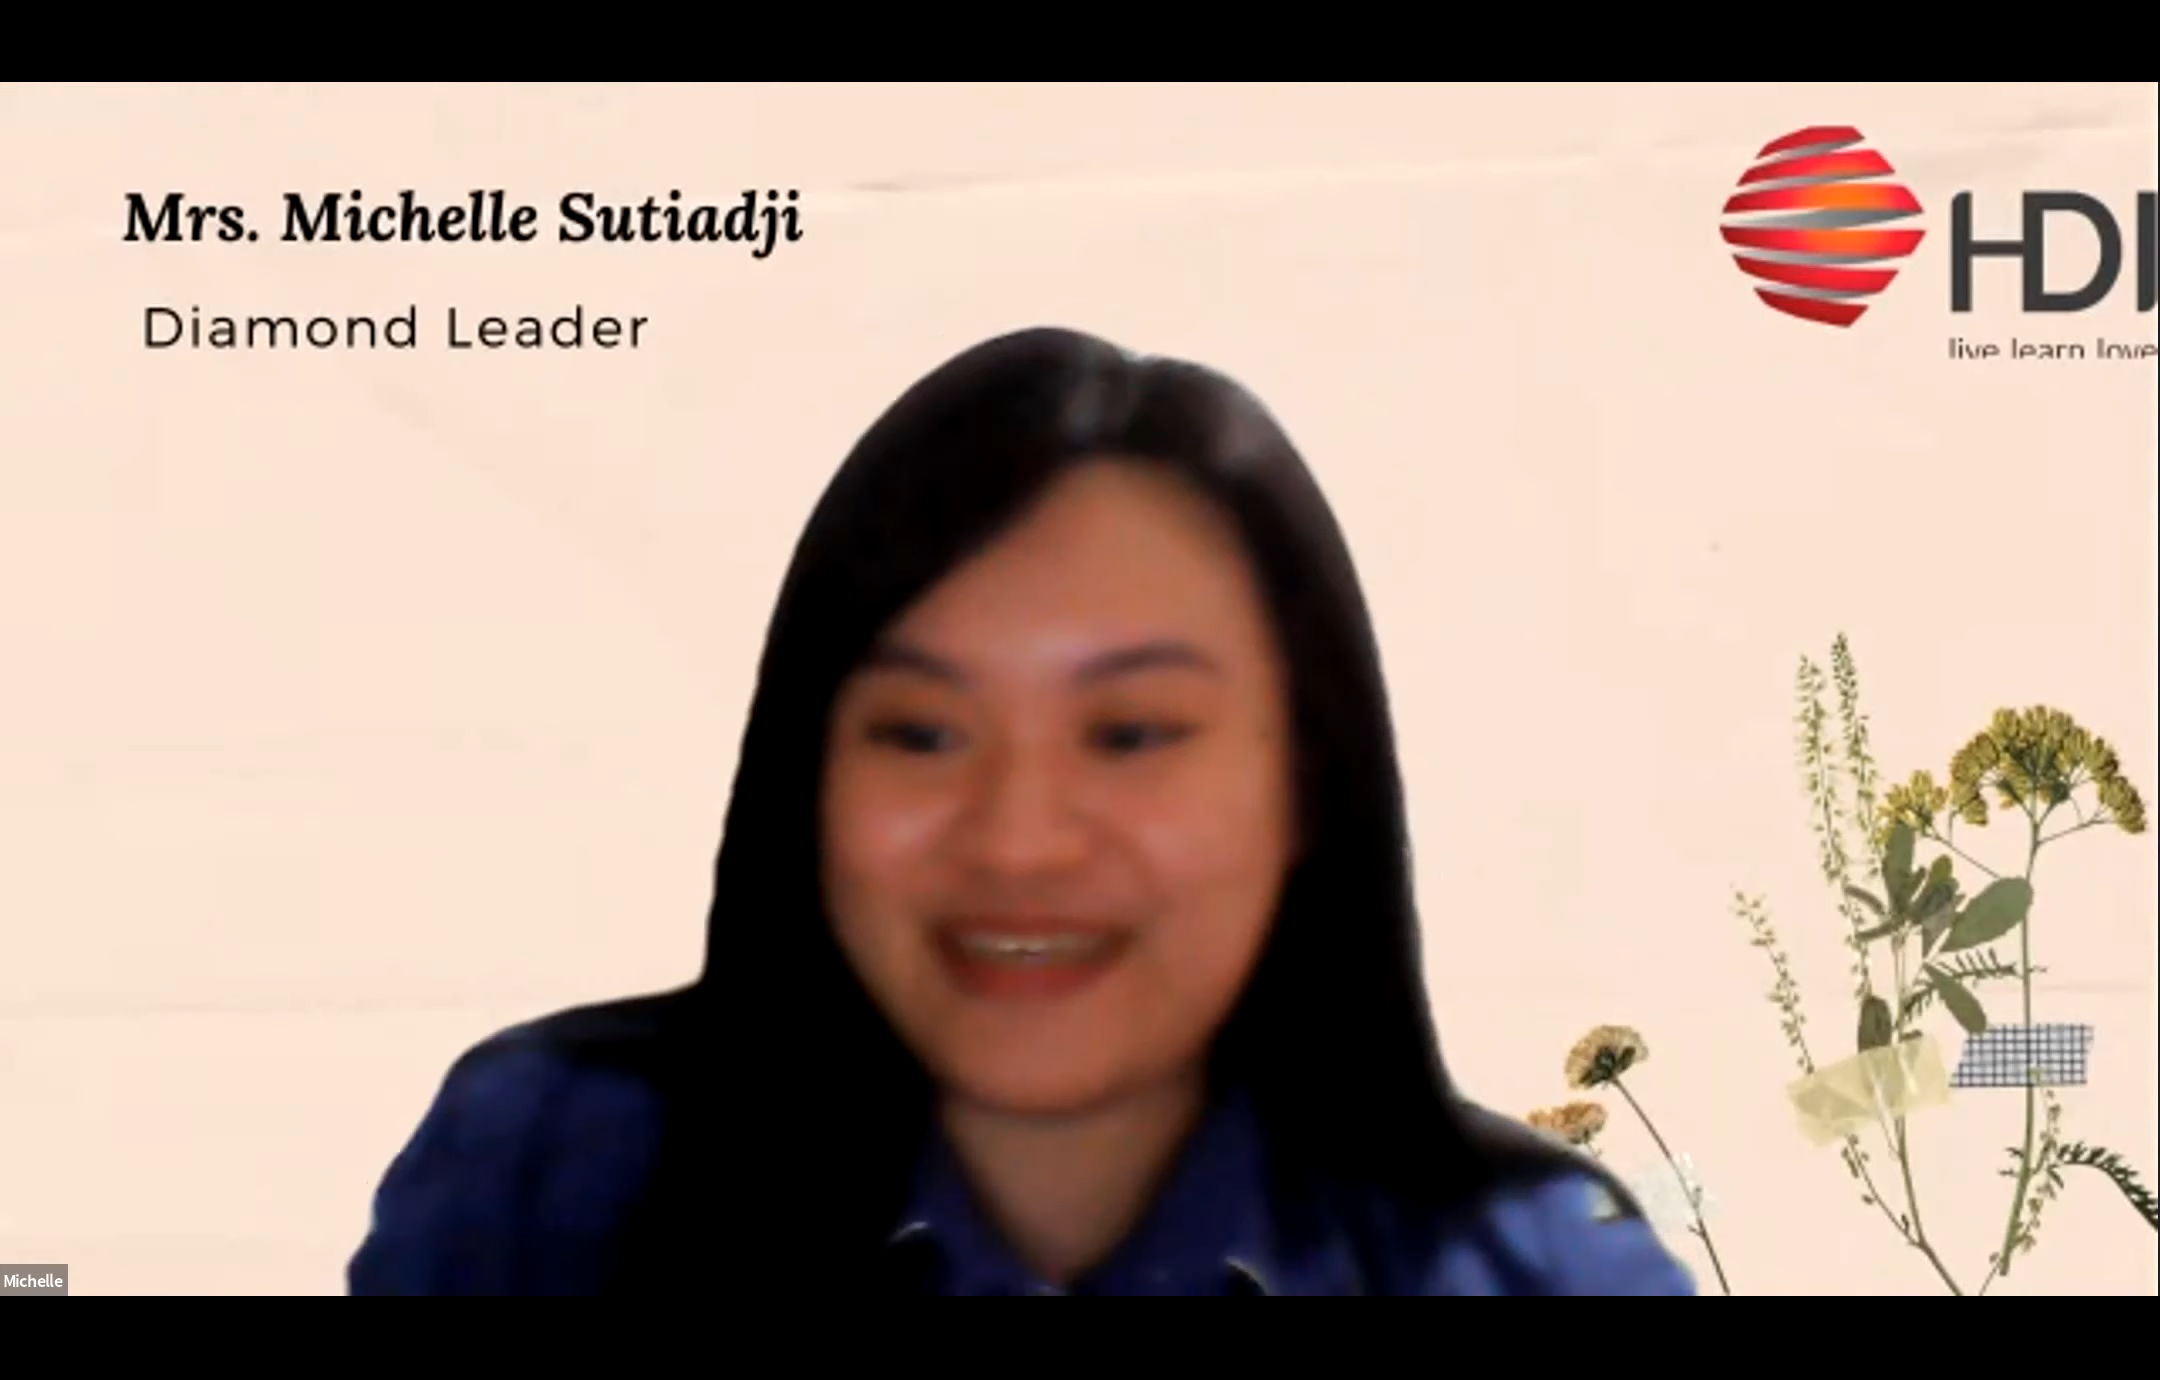 Mrs. Michelle Sutiadji
Diamond Leader
HDI
live learn love
Michelle